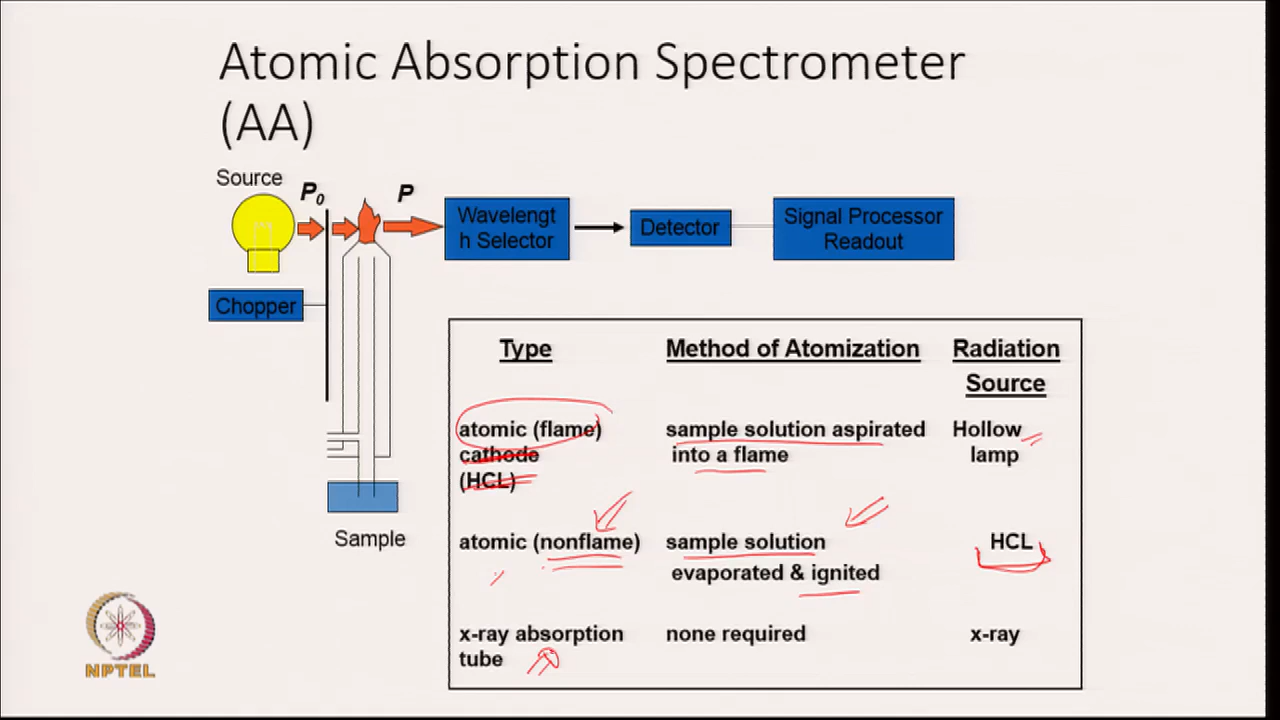 Atomic Absorption Spectrometer
(AA)
Source
P0
P
Wavelengt
h Selector
Detector
Signal Processor
Readout
Chopper
Sample
Type Method of Atomization Radiation
Source
atomic (flame) sample solution aspirated Hollow
cathode into a flame lamp
(HCL)
atomic (nonflame) sample solution HCL
evaporated & ignited
x-ray absorption none required x-ray
tube
NPTEL